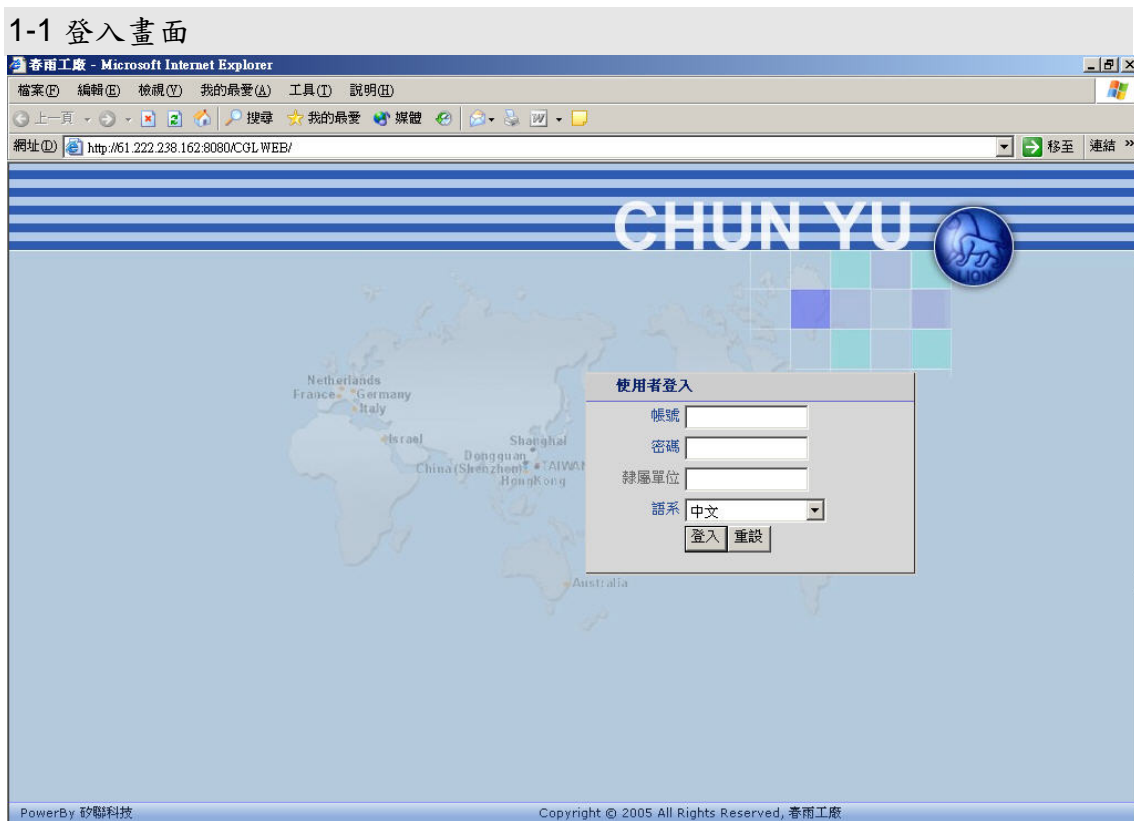 1-1 登入畫面
春雨工廠 - Microsoft Internet Explorer
檔案(F) 編輯(E) 檢視(V) 我的最愛(A) 工具(T) 說明(H)
上一頁 搜尋 我的最愛 媒體
網址(D) http://61.222.238.162:8080/CGLWEB/ 移至 連結 »
CHUN YU
LION
Netherlands
France Germany
Italy
Israel
Shanghai
Dongguan
China(Shenzhen) TAIWAN
HongKong
Australia
使用者登入
帳號
密碼
隸屬單位
語系 中文
登入 重設
PowerBy 矽聯科技 Copyright © 2005 All Rights Reserved, 春雨工廠